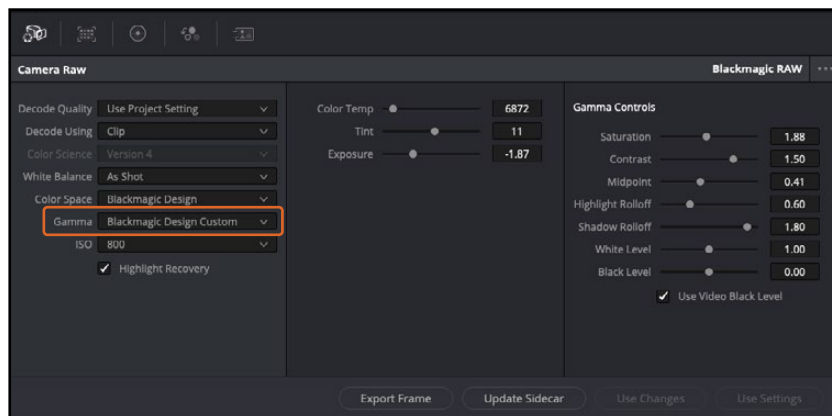 Camera Raw
Blackmagic RAW
Decode Quality Use Project Setting
Decode Using Clip
Color Science Version 4
White Balance As Shot
Color Space Blackmagic Design
Gamma Blackmagic Design Custom
ISO 800
Highlight Recovery
Color Temp 6872
Tint 11
Exposure -1.87
Gamma Controls
Saturation 1.88
Contrast 1.50
Midpoint 0.41
Highlight Rolloff 0.60
Shadow Rolloff 1.80
White Level 1.00
Black Level 0.00
Use Video Black Level
Export Frame Update Sidecar Use Changes Use Settings